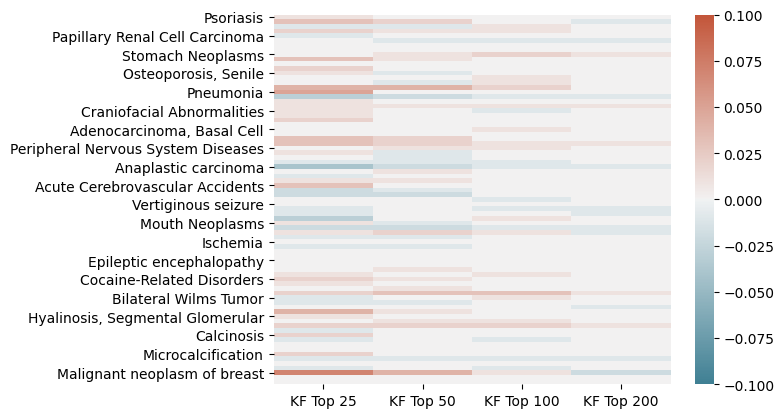 Psoriasis
Papillary Renal Cell Carcinoma
Stomach Neoplasms
Osteoporosis, Senile
Pneumonia
Craniofacial Abnormalities
Adenocarcinoma, Basal Cell
Peripheral Nervous System Diseases
Anaplastic carcinoma
Acute Cerebrovascular Accidents
Vertiginous seizure
Mouth Neoplasms
Ischemia
Epileptic encephalopathy
Cocaine-Related Disorders
Bilateral Wilms Tumor
Hyalinosis, Segmental Glomerular
Calcinosis
Microcalcification
Malignant neoplasm of breast
KF Top 25
KF Top 50
KF Top 100
KF Top 200
0.100
0.075
0.050
0.025
0.000
−0.025
−0.050
−0.075
−0.100